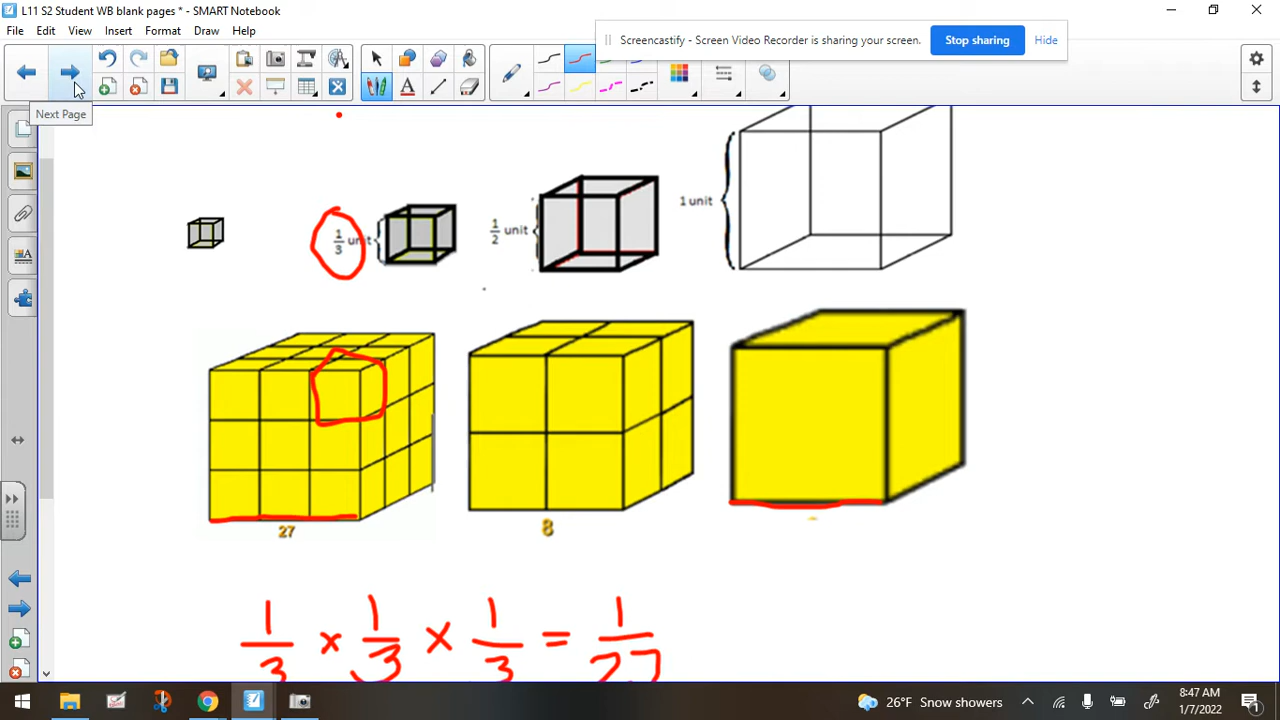 L11 S2 Student WB blank pages * - SMART Notebook
File Edit View Insert Format Draw Help
Screencastify - Screen Video Recorder is sharing your screen. Stop sharing Hide
Next Page
1/3 unit
1/2 unit
1 unit
27
8
1/3 × 1/3 × 1/3 = 1/27
26°F Snow showers
8:47 AM
1/7/2022
1